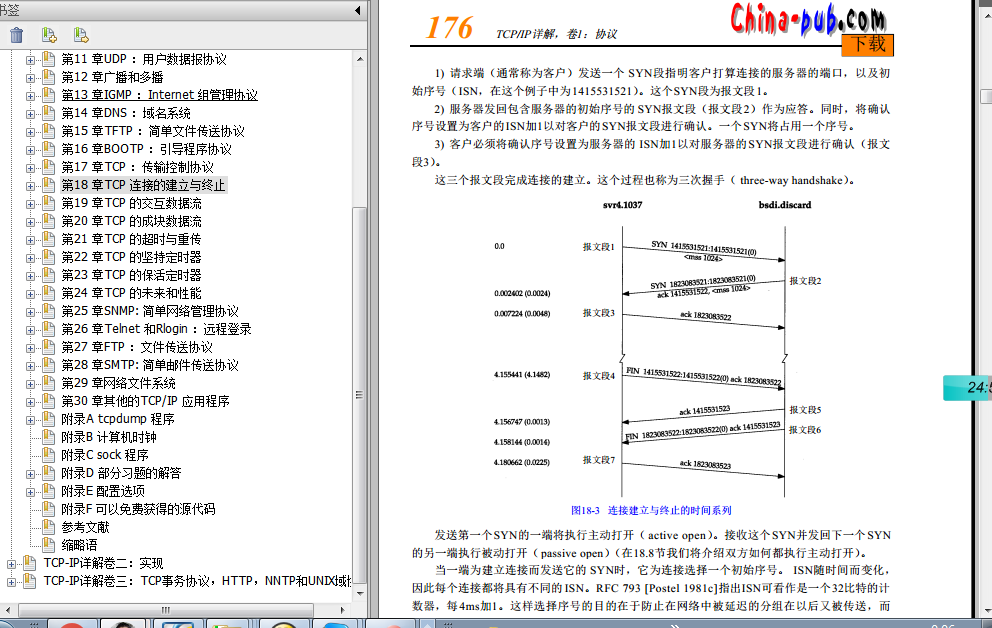 书签
第11 章UDP ：用户数据报协议
第12 章广播和多播
第13 章IGMP ：Internet 组管理协议
第14 章DNS ：域名系统
第15 章TFTP ：简单文件传送协议
第16 章BOOTP ：引导程序协议
第17 章TCP ：传输控制协议
第18 章TCP 连接的建立与终止
第19 章TCP 的交互数据流
第20 章TCP 的成块数据流
第21 章TCP 的超时与重传
第22 章TCP 的坚持定时器
第23 章TCP 的保活定时器
第24 章TCP 的未来和性能
第25 章SNMP: 简单网络管理协议
第26 章Telnet 和Rlogin ：远程登录
第27 章FTP ：文件传送协议
第28 章SMTP: 简单邮件传送协议
第29 章网络文件系统
第30 章其他的TCP/IP 应用程序
附录A tcpdump 程序
附录B 计算机时钟
附录C sock 程序
附录D 部分习题的解答
附录E 配置选项
附录F 可以免费获得的源代码
参考文献
缩略语
TCP-IP详解卷二：实现
TCP-IP详解卷三：TCP事务协议，HTTP，NNTP和UNIX域
176 TCP/IP详解，卷1：协议
China-pub.com
下载
1) 请求端（通常称为客户）发送一个 SYN段指明客户打算连接的服务器的端口，以及初
始序号（ISN，在这个例子中为1415531521）。这个SYN段为报文段1。
2) 服务器发回包含服务器的初始序号的SYN报文段（报文段2）作为应答。同时，将确认
序号设置为客户的ISN加1以对客户的SYN报文段进行确认。一个SYN将占用一个序号。
3) 客户必须将确认序号设置为服务器的 ISN加1以对服务器的SYN报文段进行确认（报文
段3）。
这三个报文段完成连接的建立。这个过程也称为三次握手（ three-way handshake）。
svr4.1037 bsdi.discard
0.0 报文段1 SYN 1415531521:1415531521(0)
<mss 1024>
SYN 1823083521:1823083521(0) 报文段2
0.002402 (0.0024) ack 1415531522, <mss 1024>
0.007224 (0.0048) 报文段3 ack 1823083522
4.155441 (4.1482) 报文段4 FIN 1415531522:1415531522(0) ack 1823083522
ack 1415531523 报文段5
4.156747 (0.0013)
FIN 1823083522:1823083522(0) ack 1415531523 报文段6
4.158144 (0.0014)
4.180662 (0.0225) 报文段7 ack 1823083523
图18-3 连接建立与终止的时间系列
发送第一个SYN的一端将执行主动打开（ active open）。接收这个SYN并发回下一个SYN
的另一端执行被动打开（ passive open）（在18.8节我们将介绍双方如何都执行主动打开）。
当一端为建立连接而发送它的 SYN时，它为连接选择一个初始序号。 ISN随时间而变化，
因此每个连接都将具有不同的ISN。RFC 793 [Postel 1981c]指出ISN可看作是一个32比特的计
数器，每4ms加1。这样选择序号的目的在于防止在网络中被延迟的分组在以后又被传送，而